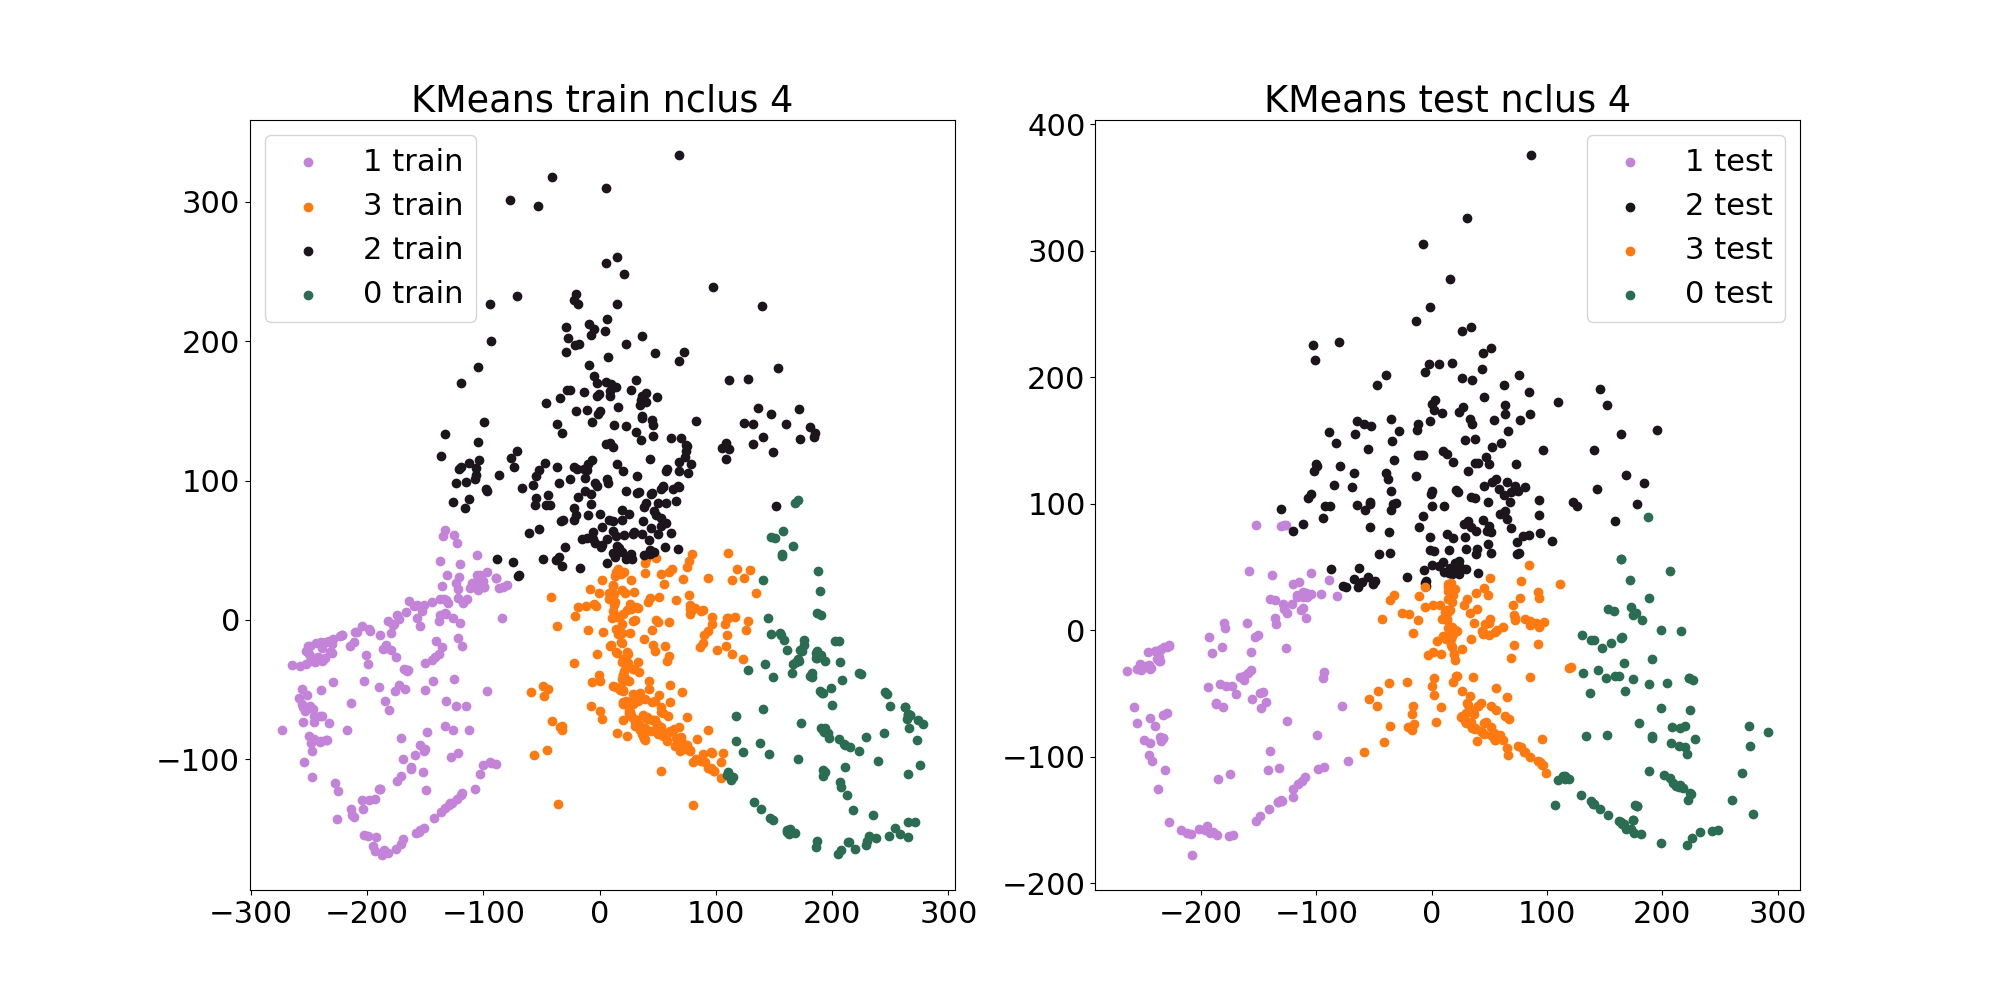 KMeans train nclus 4
1 train
3 train
2 train
0 train
300
200
100
0
−100
−300 −200 −100 0 100 200 300
KMeans test nclus 4
1 test
2 test
3 test
0 test
400
300
200
100
0
−100
−200
−200 −100 0 100 200 300